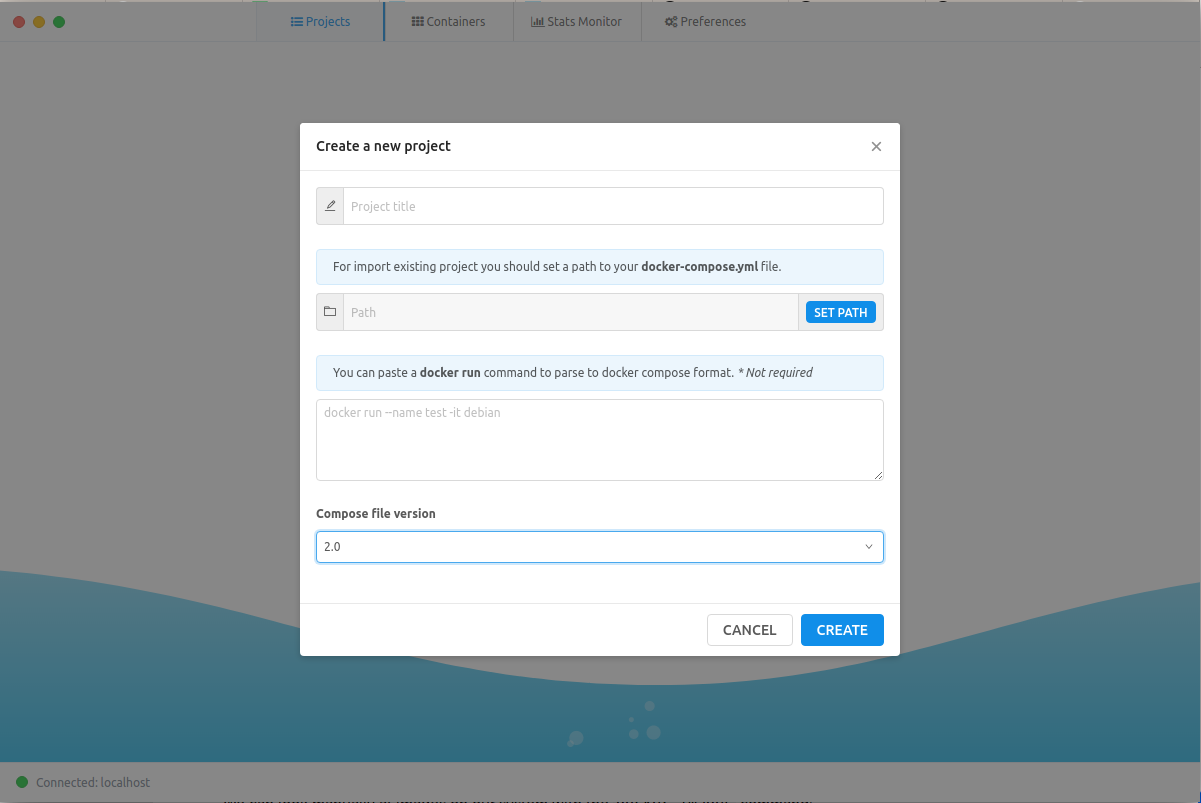 Projects
Containers
Stats Monitor
Preferences
Create a new project
Project title
For import existing project you should set a path to your docker-compose.yml file.
Path
SET PATH
You can paste a docker run command to parse to docker compose format. * Not required
docker run --name test -it debian
Compose file version
2.0
CANCEL
CREATE
Connected: localhost